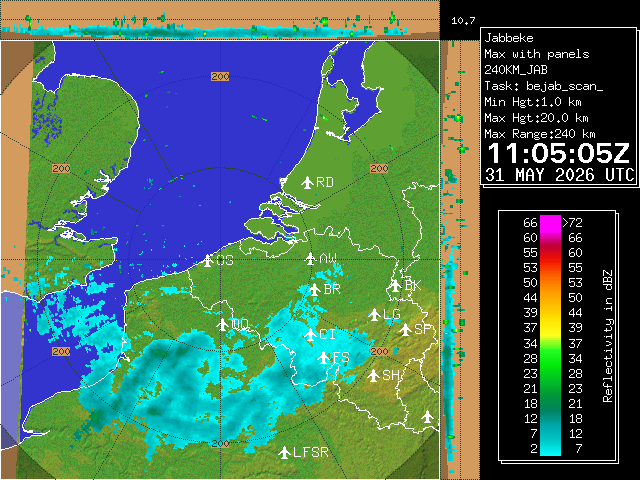 10.7
Jabbeke
Max with panels
240KM_JAB
Task: bejab_scan_
Min Hgt:1.0 km
Max Hgt:20.0 km
Max Range:240 km
11:05:05Z
31 MAY 2026 UTC
200
200
200
RD
OS
AW
BR
BK
LG
QO
CI
SP
200
FS
200
SH
200
LFSR
66 >72
60 66
55 60
53 55
50 53
44 50
39 44
37 39
34 37
28 34
23 28
21 23
18 21
12 18
7 12
2 7
Reflectivity in dBZ